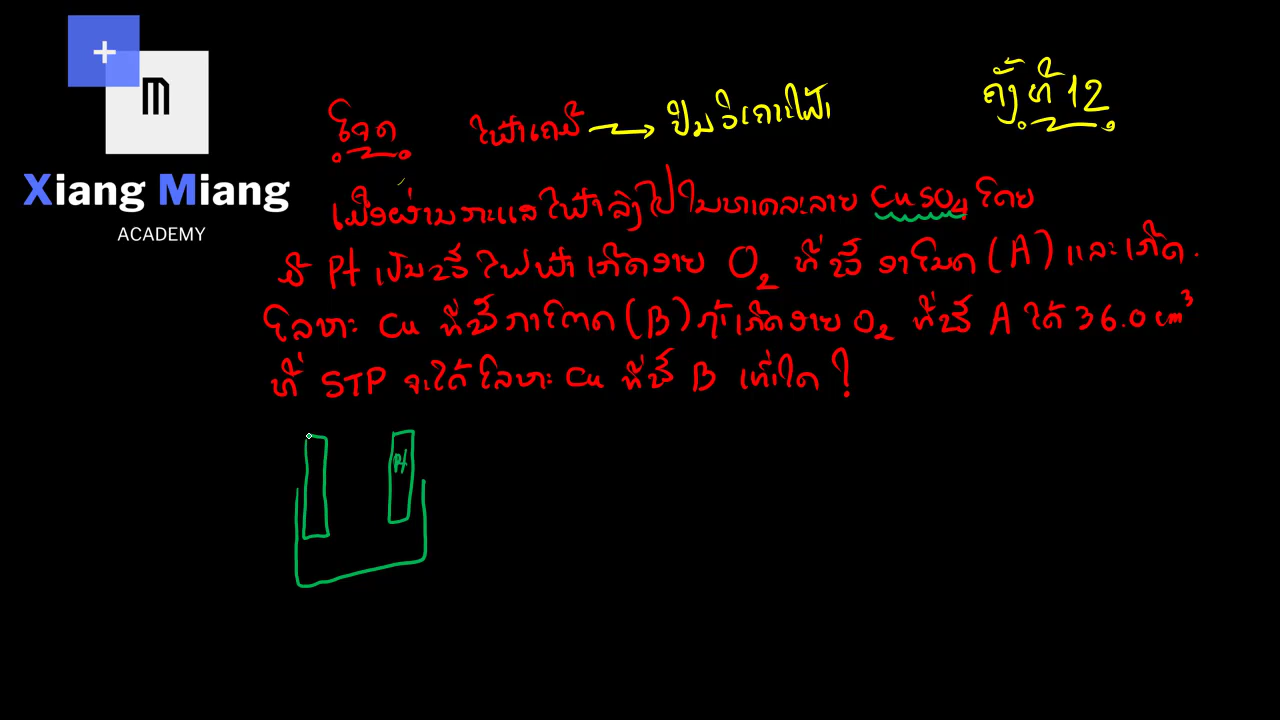 +
m
Xiang Miang
ACADEMY
ຄັ້ງທີ 12
ໂຈດ ໄຟຟ້າເຄມີ → ປຶມວິເຄາະໄຟຟ້າ
ເມື່ອຜ່ານກະແສໄຟຟ້າລົງໄປໃນທາດລະລາຍ CuSO4 ໂດຍ
ມີ Pt ເປັນຂົ້ວໄຟຟ້າ ເກີດອາຍ O2 ທີ່ຂົ້ວ ອາໂນດ (A) ແລະ ເກີດ.
ໂລຫະ Cu ທີ່ຂົ້ວກາໂຕດ (B) ຖ້າເກີດອາຍ O2 ທີ່ຂົ້ວ A ໄດ້ 36.0 cm³
ທີ່ STP ຈະໄດ້ໂລຫະ Cu ທີ່ຂົ້ວ B ເທົ່າໃດ ?
Pt